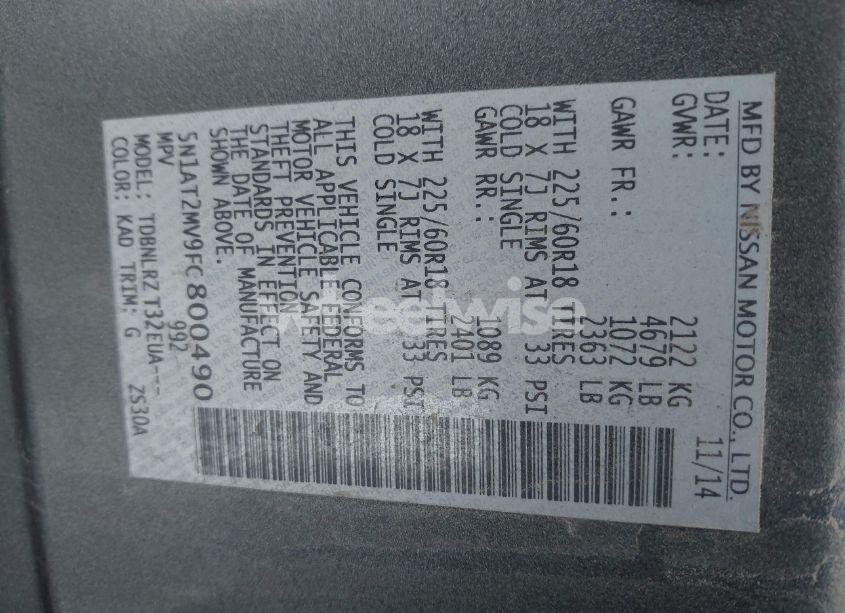 MFD BY NISSAN MOTOR CO., LTD.
DATE: 11/14
GVWR: 2122 KG
4679 LB
GAWR FR.: 1072 KG
2363 LB
WITH 225/60R18 TIRES
18 X 7J RIMS AT 33 PSI
COLD SINGLE
GAWR RR.: 1089 KG
2401 LB
WITH 225/60R18 TIRES
18 X 7J RIMS AT 33 PSI
COLD SINGLE
THIS VEHICLE CONFORMS TO
ALL APPLICABLE FEDERAL
MOTOR VEHICLE SAFETY AND
THEFT PREVENTION
STANDARDS IN EFFECT ON
THE DATE OF MANUFACTURE
SHOWN ABOVE.
5N1AT2MV9FC800490
MPV 992
MODEL: TDBNLRZ T32EUA---
COLOR: KAD TRIM: G ZS30A